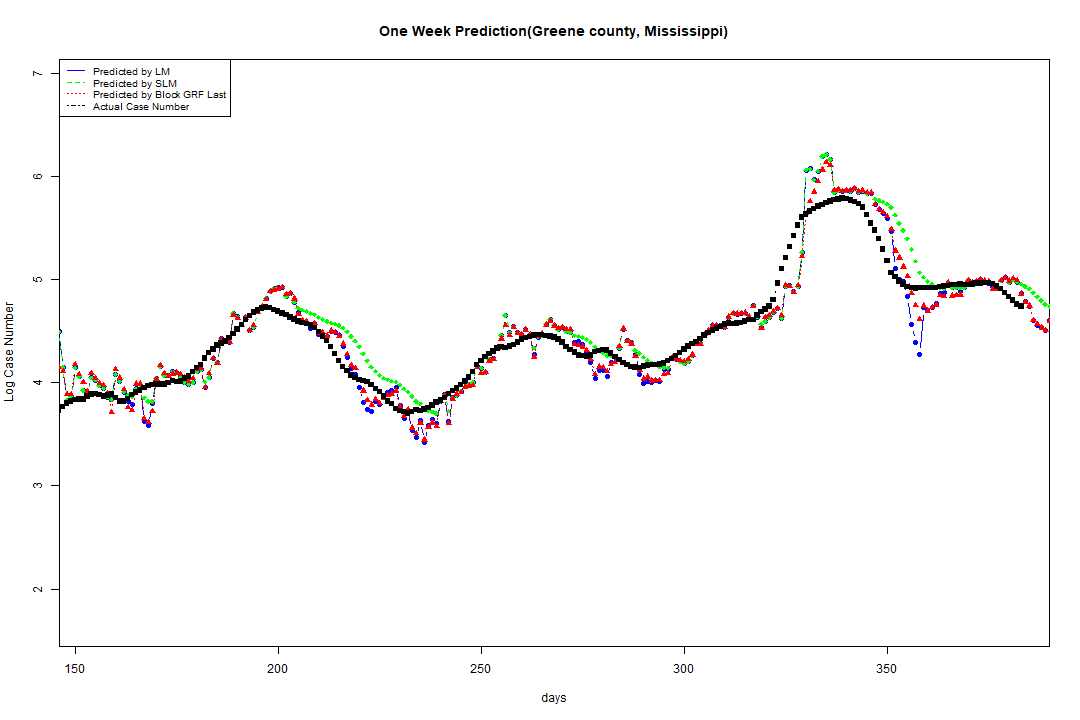 One Week Prediction(Greene county, Mississippi)
Predicted by LM
Predicted by SLM
Predicted by Block GRF Last
Actual Case Number
7
6
5
4
3
2
Log Case Number
150 200 250 300 350
days